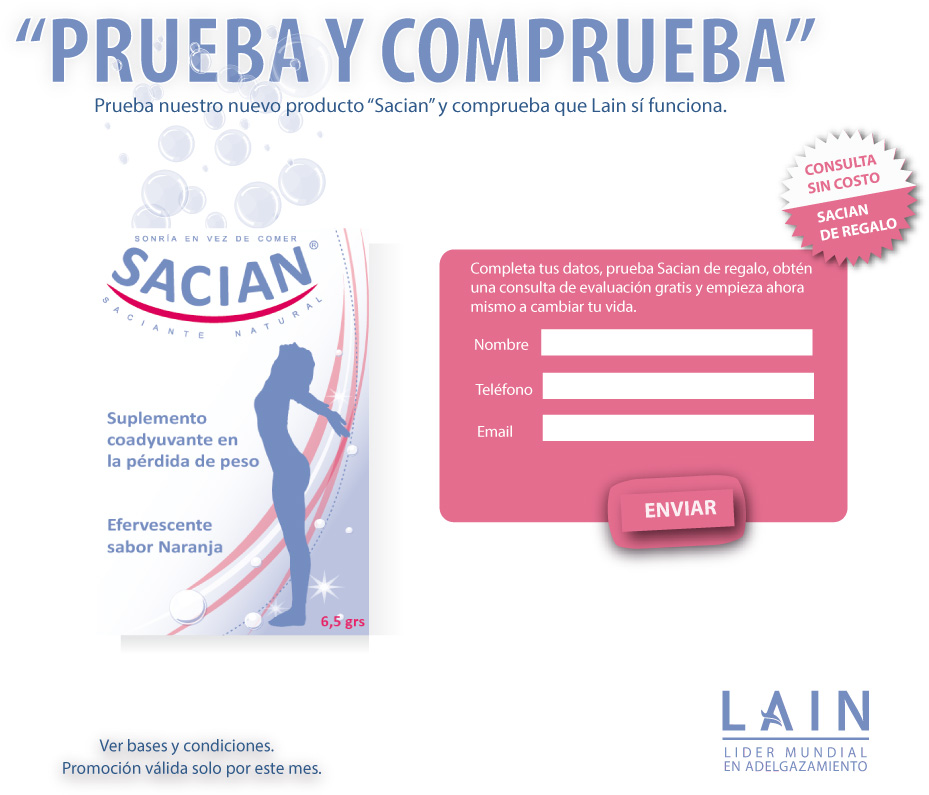 “PRUEBA Y COMPRUEBA”
Prueba nuestro nuevo producto “Sacian” y comprueba que Lain sí funciona.
CONSULTA
SIN COSTO
SACIAN
DE REGALO
SONRÍA EN VEZ DE COMER
SACIAN®
SACIANTE NATURAL
Suplemento
coadyuvante en
la pérdida de peso
Efervescente
sabor Naranja
6,5 grs
Completa tus datos, prueba Sacian de regalo, obtén
una consulta de evaluación gratis y empieza ahora
mismo a cambiar tu vida.
Nombre
Teléfono
Email
ENVIAR
LAIN
LIDER MUNDIAL
EN ADELGAZAMIENTO
Ver bases y condiciones.
Promoción válida solo por este mes.